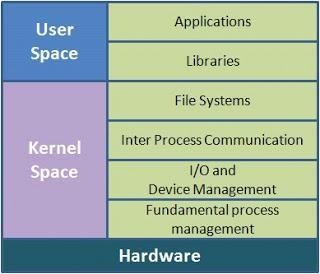 User
Space
Applications
Libraries
Kernel
Space
File Systems
Inter Process Communication
I/O and
Device Management
Fundamental process
management
Hardware